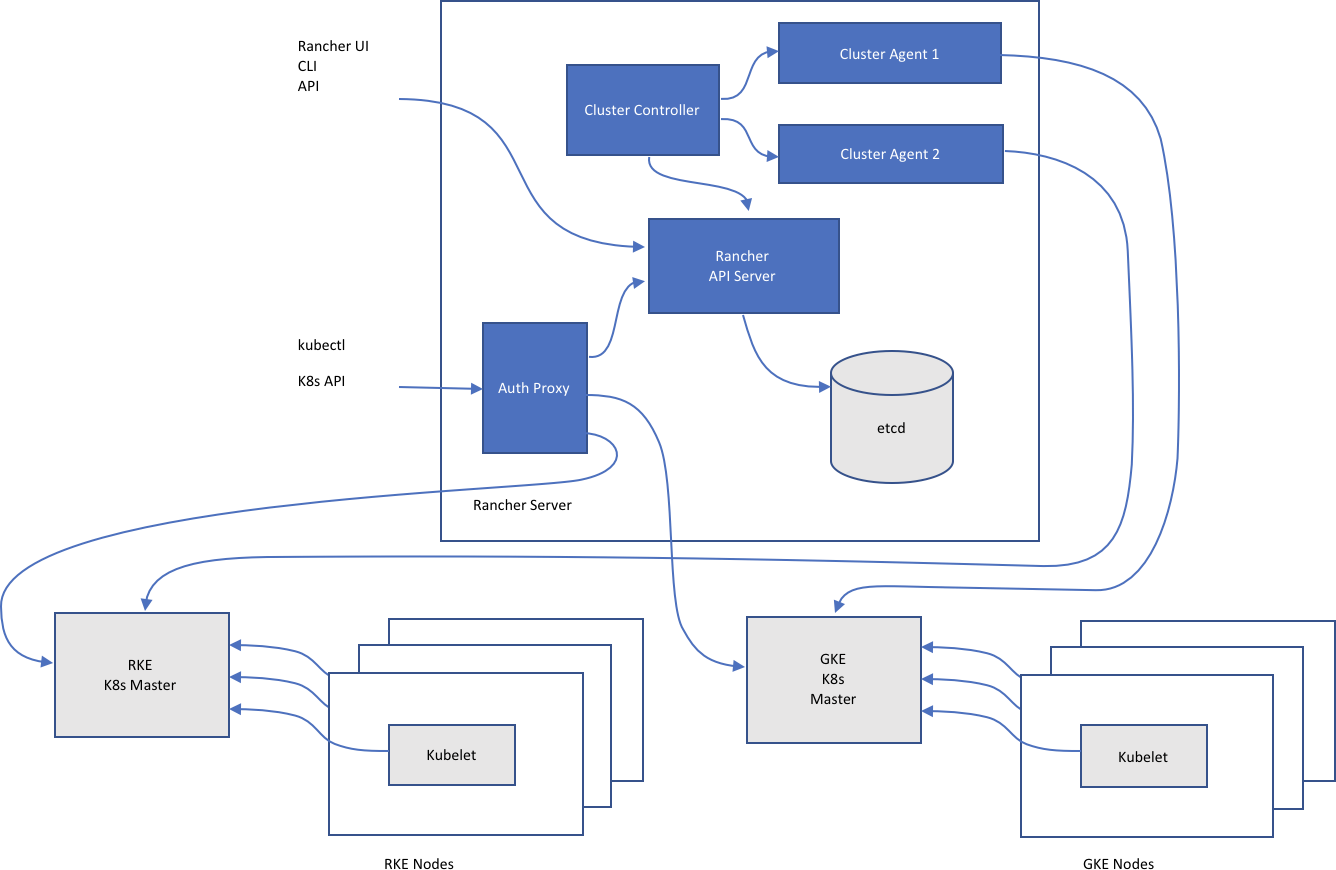 Rancher UI
CLI
API
Cluster Controller
Cluster Agent 1
Cluster Agent 2
Rancher
API Server
kubectl
K8s API
Auth Proxy
etcd
Rancher Server
RKE
K8s Master
Kubelet
RKE Nodes
GKE
K8s
Master
Kubelet
GKE Nodes